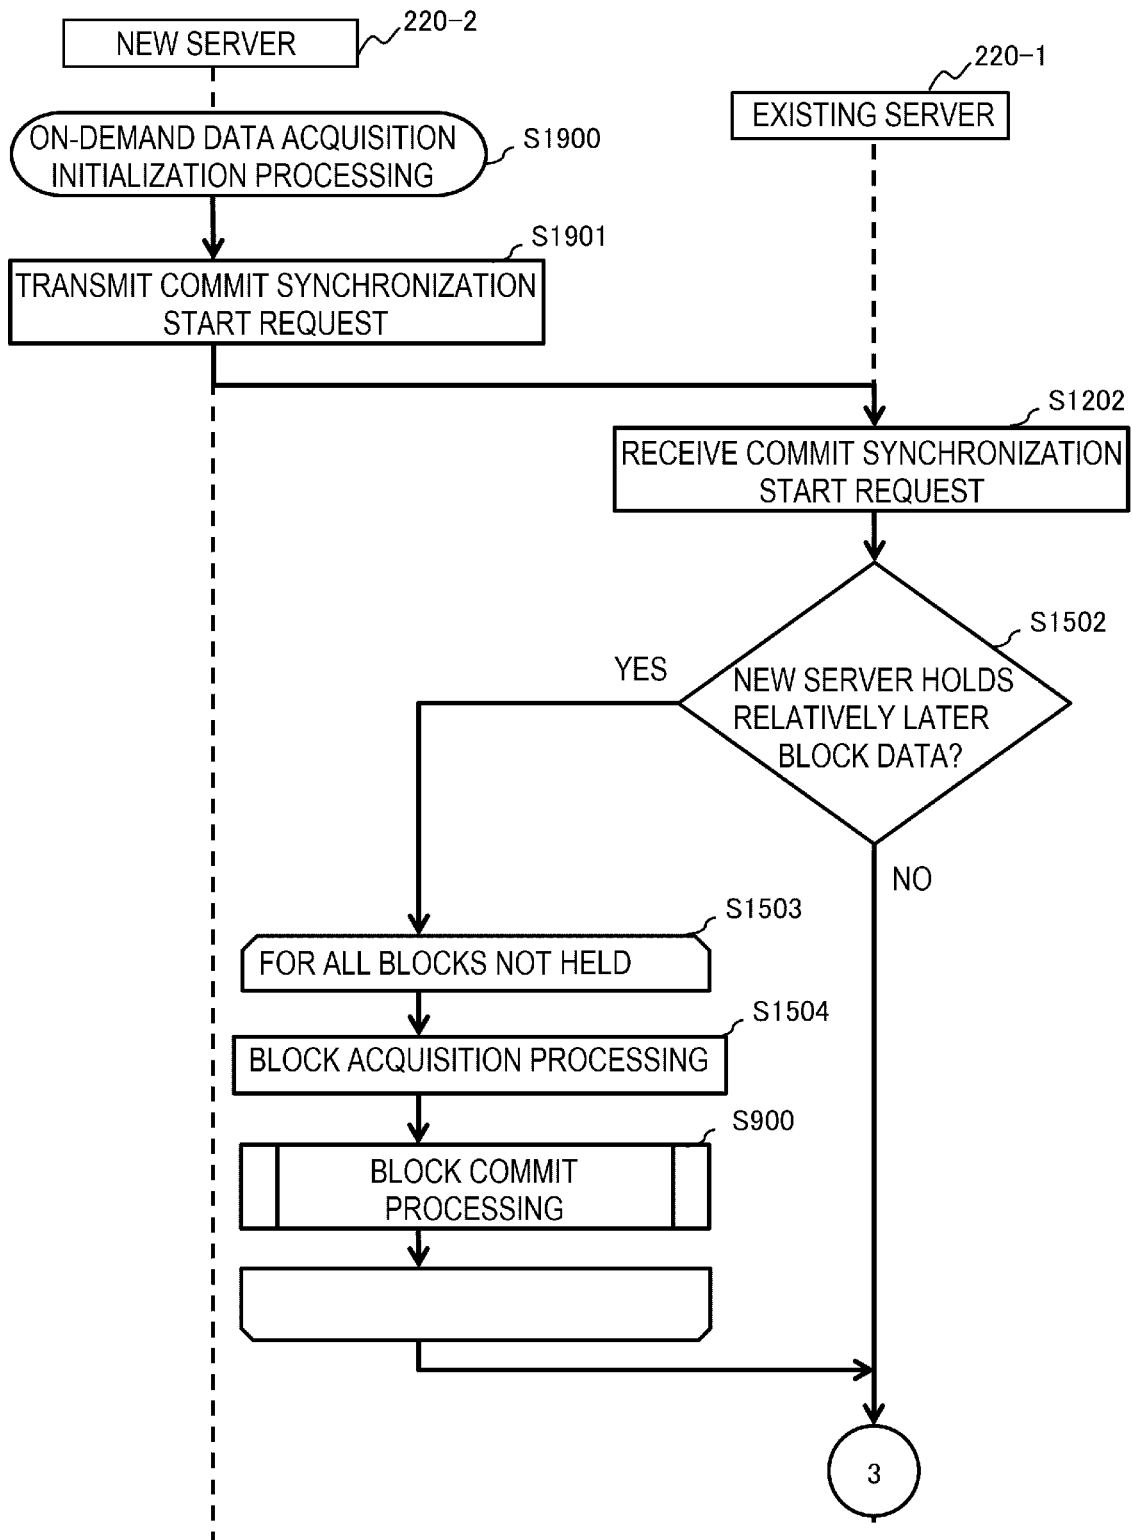 NEW SERVER
220-2
EXISTING SERVER
220-1
ON-DEMAND DATA ACQUISITION
INITIALIZATION PROCESSING
S1900
S1901
TRANSMIT COMMIT SYNCHRONIZATION
START REQUEST
S1202
RECEIVE COMMIT SYNCHRONIZATION
START REQUEST
S1502
YES
NEW SERVER HOLDS
RELATIVELY LATER
BLOCK DATA?
NO
S1503
FOR ALL BLOCKS NOT HELD
S1504
BLOCK ACQUISITION PROCESSING
S900
BLOCK COMMIT
PROCESSING
3